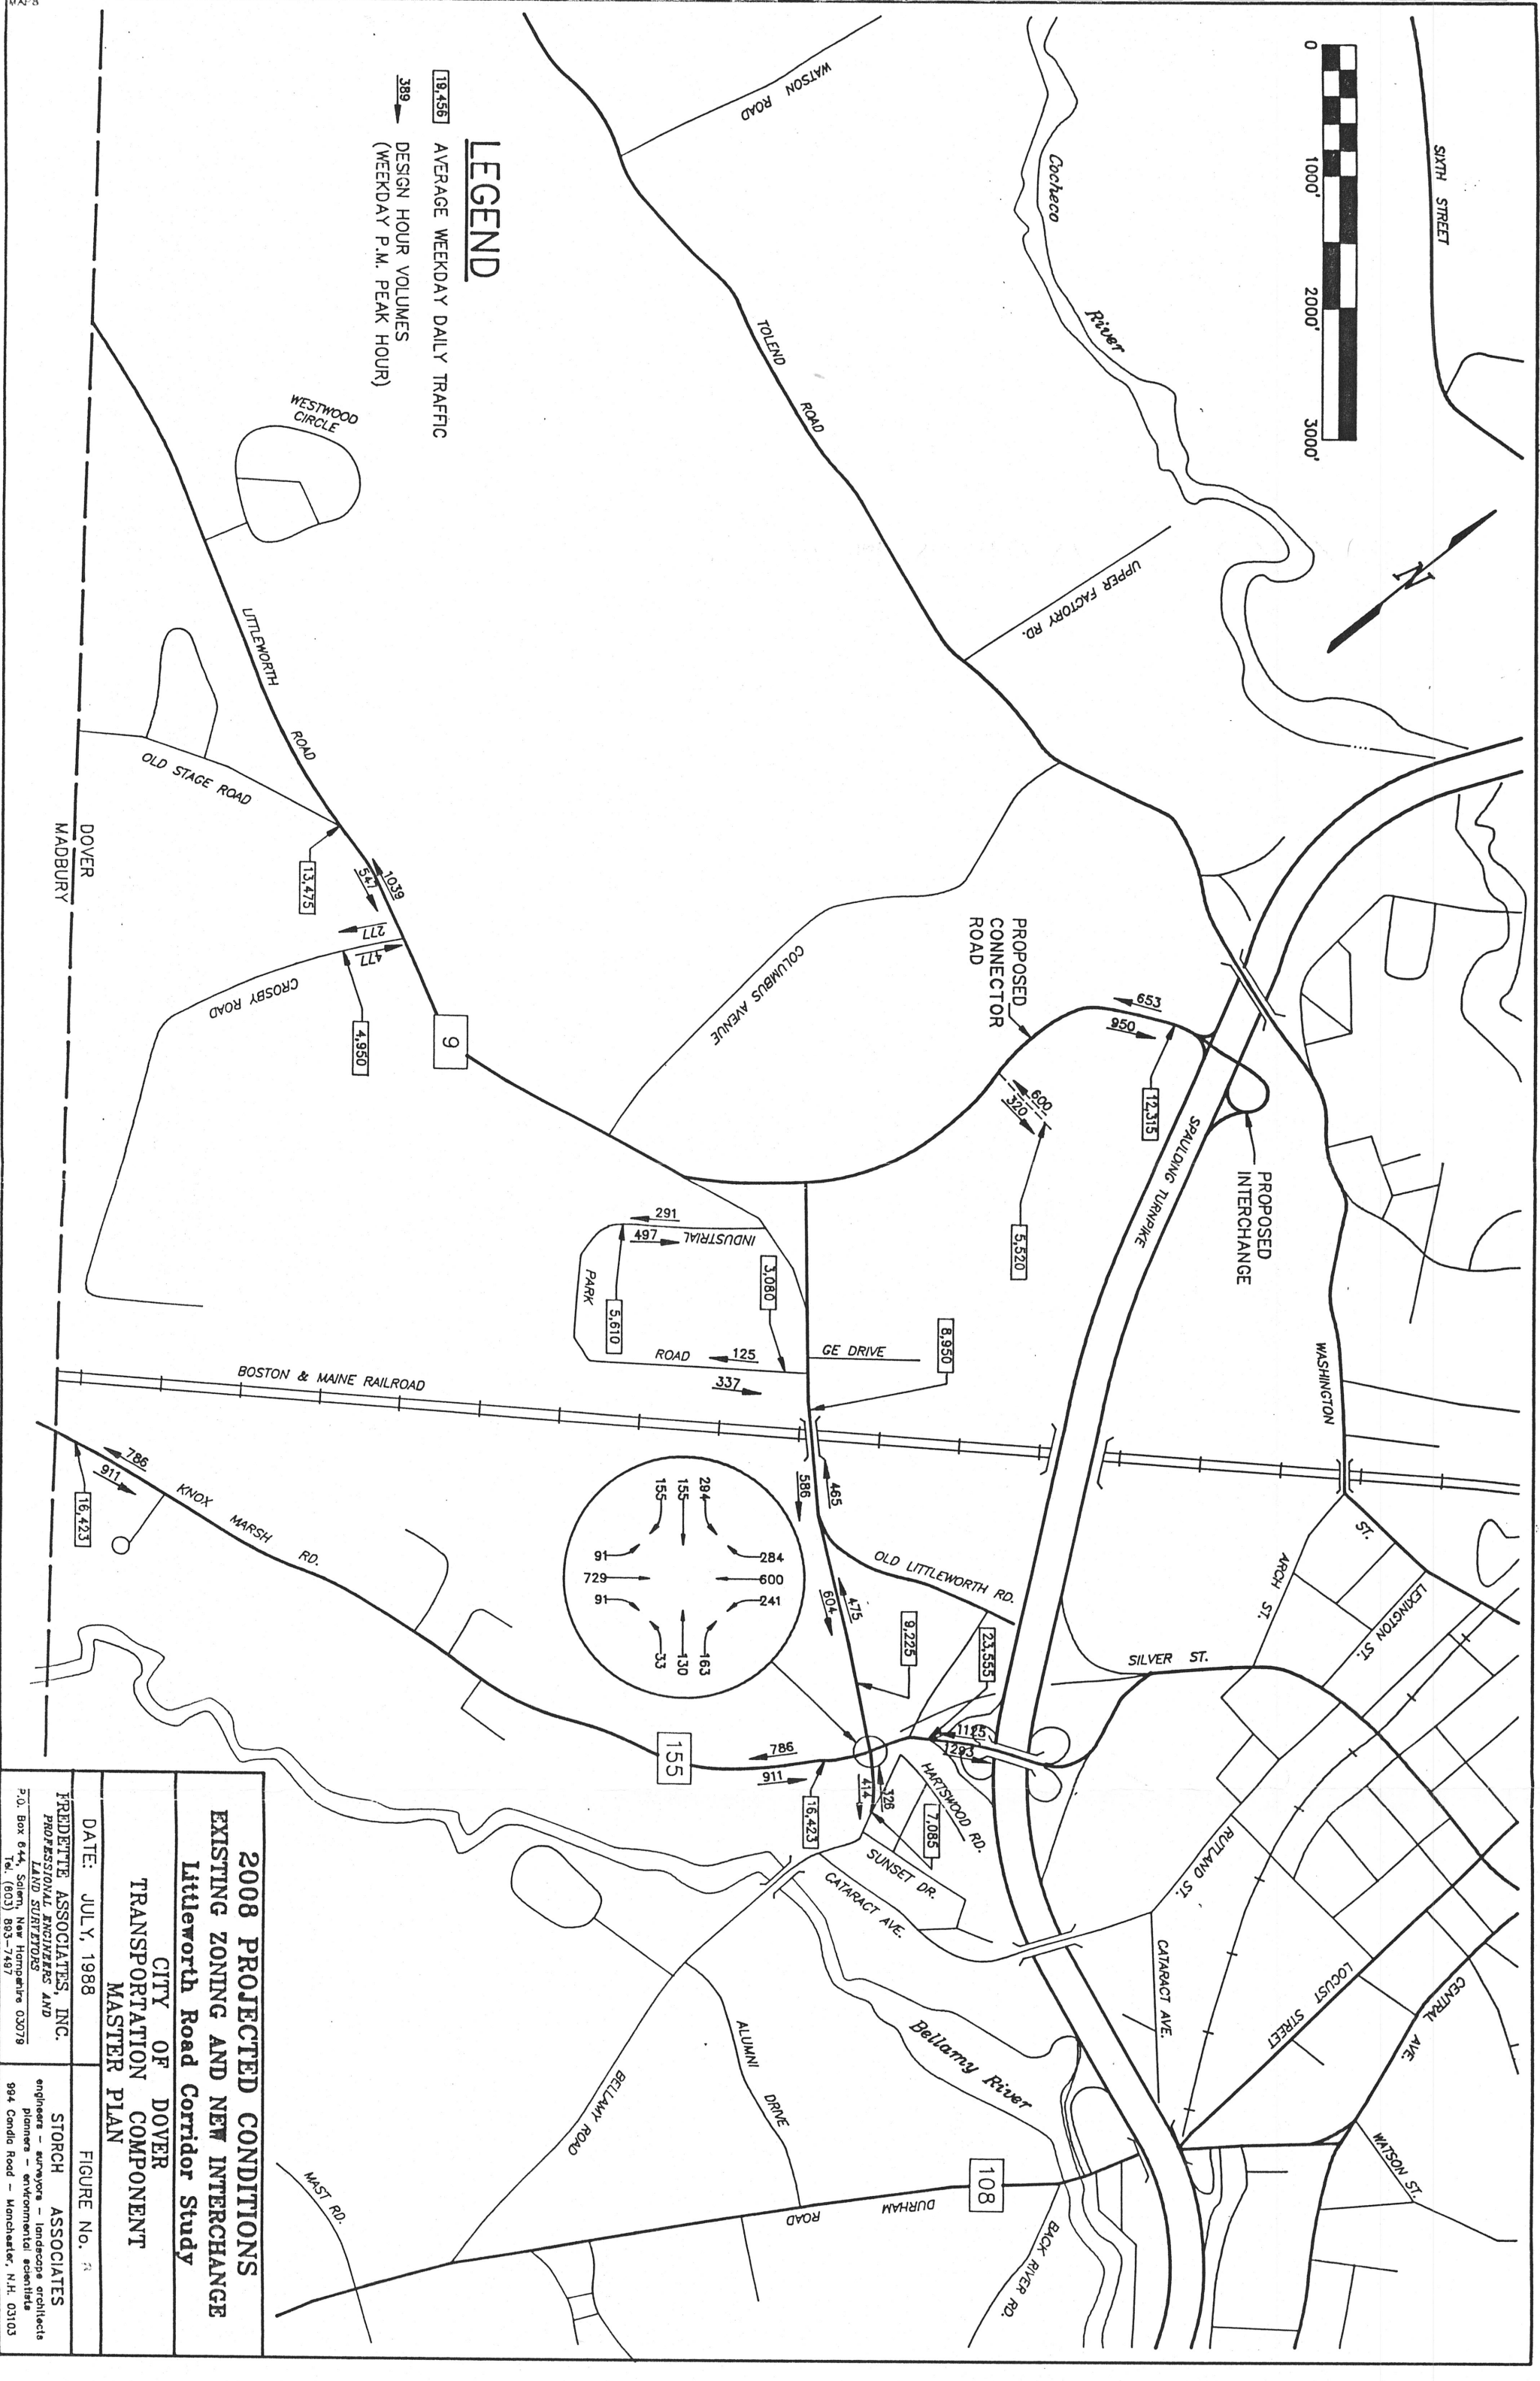 MAP8
SIXTH STREET
0
1000'
2000'
3000'
N
Cocheco
River
WATSON ROAD
TOLEND
ROAD
UPPER FACTORY RD.
LEGEND
19,456 AVERAGE WEEKDAY DAILY TRAFFIC
389 DESIGN HOUR VOLUMES
(WEEKDAY P.M. PEAK HOUR)
WESTWOOD
CIRCLE
LITTLEWORTH
ROAD
OLD STAGE ROAD
DOVER
MADBURY
13,475
1039
547
277
477
CROSBY ROAD
4,950
9
COLUMBUS AVENUE
PROPOSED
CONNECTOR
ROAD
653
950
12,315
600
320
5,520
SPAULDING TURNPIKE
PROPOSED
INTERCHANGE
WASHINGTON
ST.
291
497
INDUSTRIAL
PARK
ROAD
5,610
3,080
125
337
GE DRIVE
8,950
BOSTON & MAINE RAILROAD
786
911
16,423
KNOX MARSH RD.
294
155
155
91
729
91
284
600
241
33
130
163
586
465
OLD LITTLEWORTH RD.
475
604
9,225
23,555
1125
1293
SILVER ST.
ARCH ST.
LEXINGTON ST.
155
786
911
16,423
414
326
7,085
HARTSWOOD RD.
SUNSET DR.
CATARACT AVE.
RUTLAND ST.
CATARACT AVE.
LOCUST
STREET
CENTRAL AVE
WATSON ST.
Bellamy River
ALUMNI
DRIVE
BELLAMY ROAD
MAST RD.
108
DURHAM
ROAD
BACK RIVER RD.
2008 PROJECTED CONDITIONS
EXISTING ZONING AND NEW INTERCHANGE
Littleworth Road Corridor Study
CITY OF DOVER
TRANSPORTATION COMPONENT
MASTER PLAN
DATE: JULY, 1988
FIGURE No.
FREDETTE ASSOCIATES, INC.
PROFESSIONAL ENGINEERS AND
LAND SURVEYORS
P.O. Box 644, Salem, New Hampshire 03079
Tel. (603) 893-7497
STORCH ASSOCIATES
engineers - surveyors - landscape architects
planners - environmental scientists
994 Candia Road - Manchester, N.H. 03103